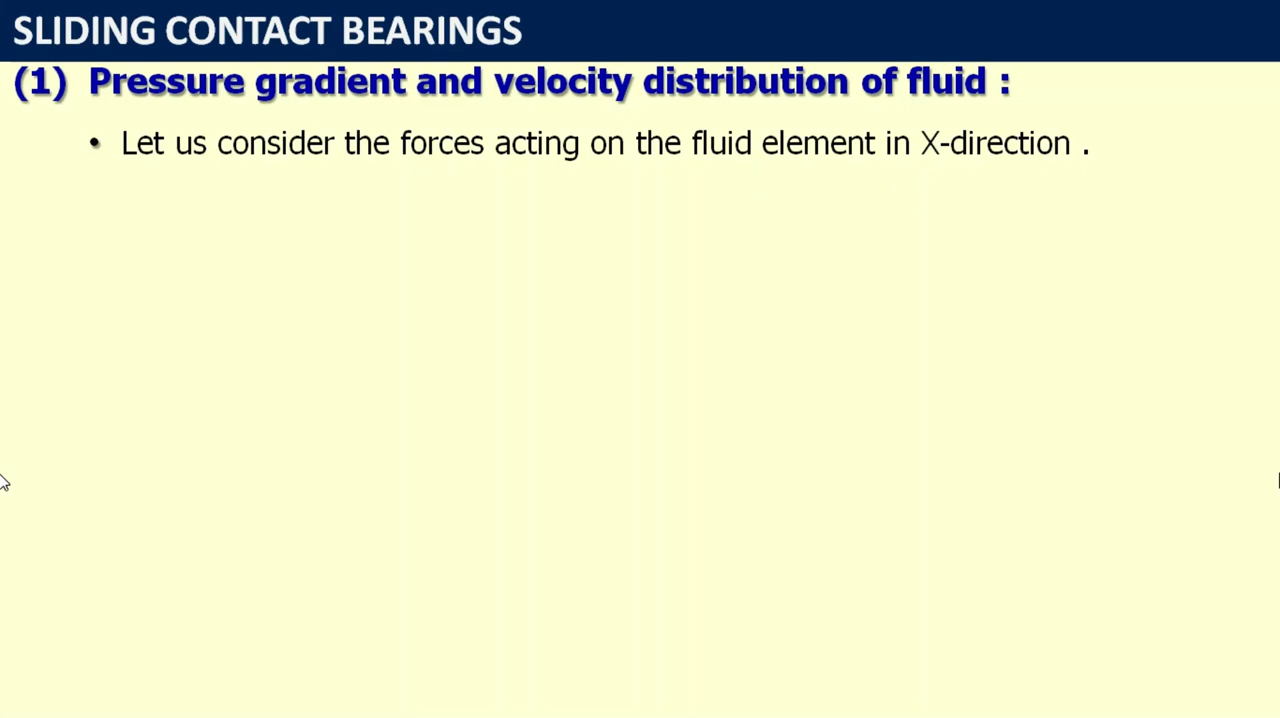 SLIDING CONTACT BEARINGS
(1) Pressure gradient and velocity distribution of fluid :
• Let us consider the forces acting on the fluid element in X-direction .